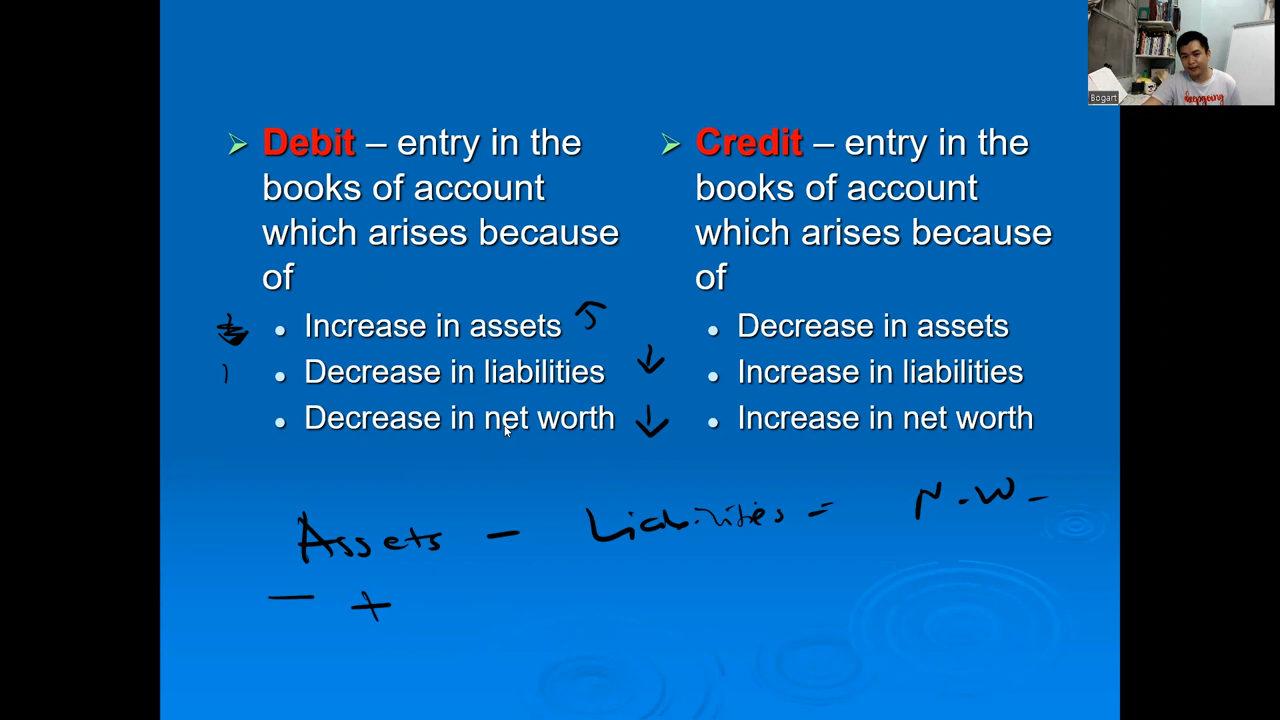 Debit – entry in the
books of account
which arises because
of
Increase in assets
Decrease in liabilities
Decrease in net worth
Credit – entry in the
books of account
which arises because
of
Decrease in assets
Increase in liabilities
Increase in net worth
Assets - Liabilities = N.W.
- +
Bogart